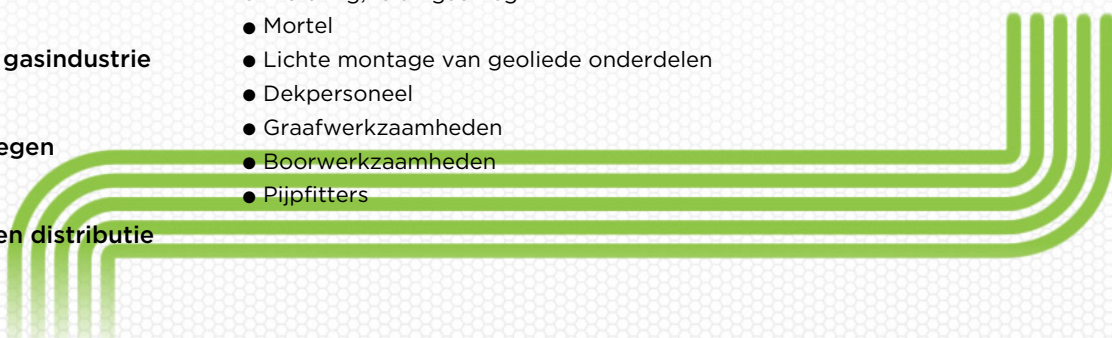 ● Mortel
gasindustrie
● Lichte montage van geoliede onderdelen
● Dekpersoneel
● Graafwerkzaamheden
egen
● Boorwerkzaamheden
● Pijpfitters
en distributie